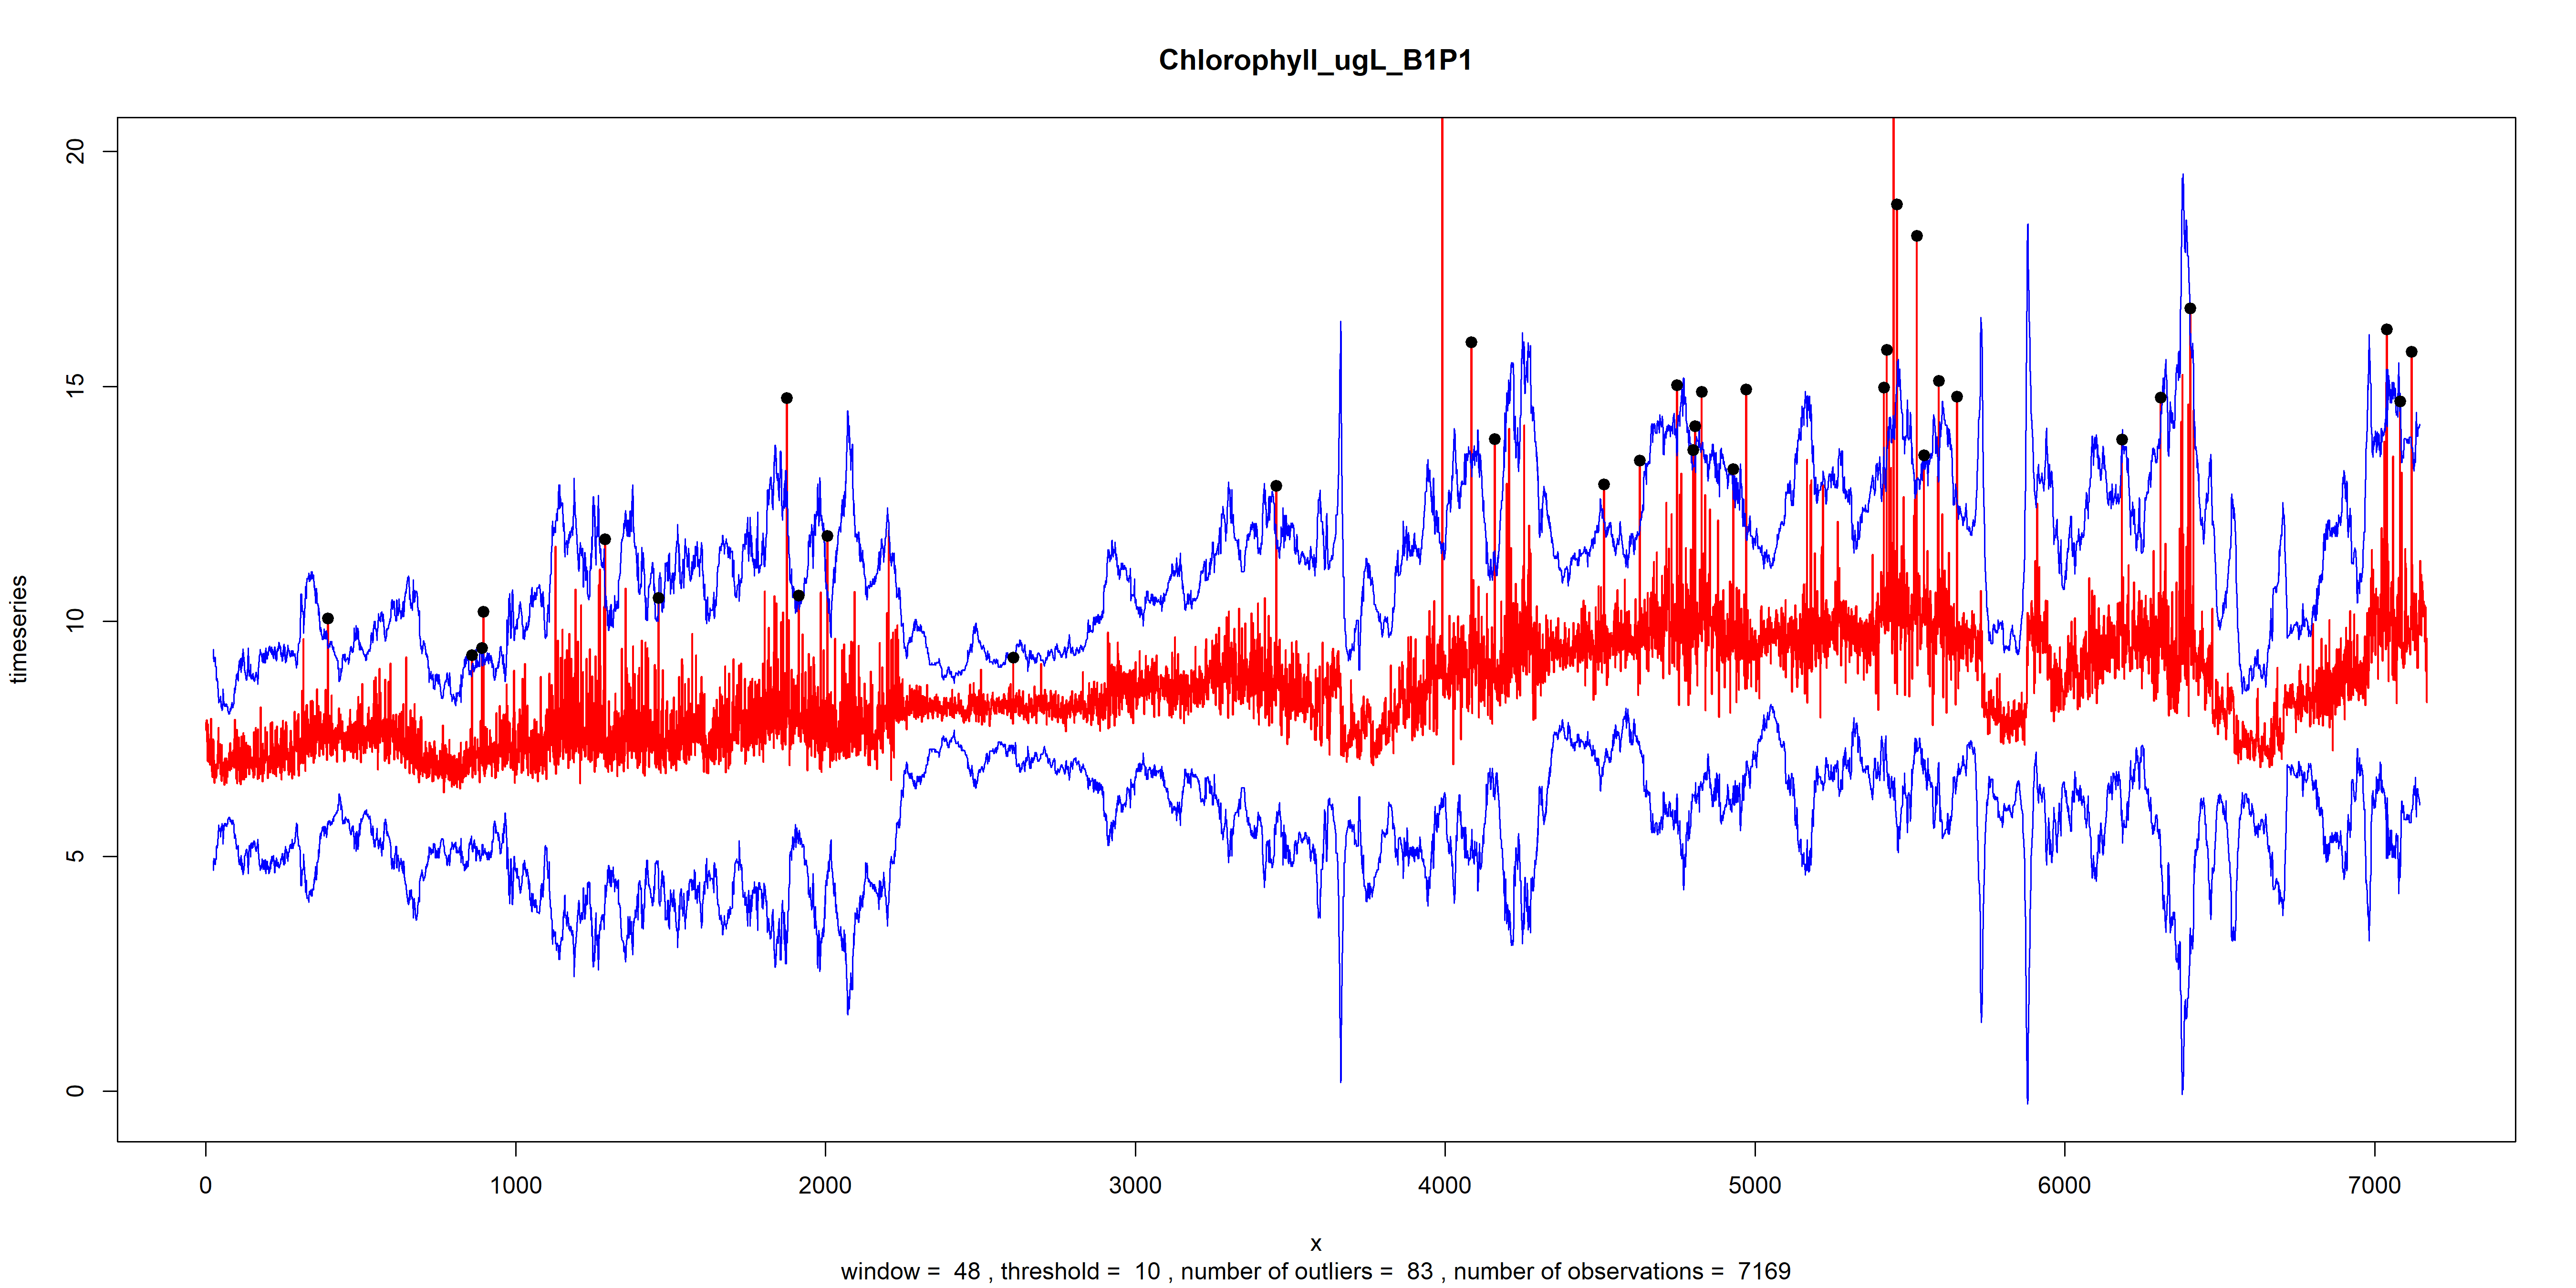 Chlorophyll_ugL_B1P1
timeseries
20
15
10
5
0
0 1000 2000 3000 4000 5000 6000 7000
x
window = 48 , threshold = 10 , number of outliers = 83 , number of observations = 7169